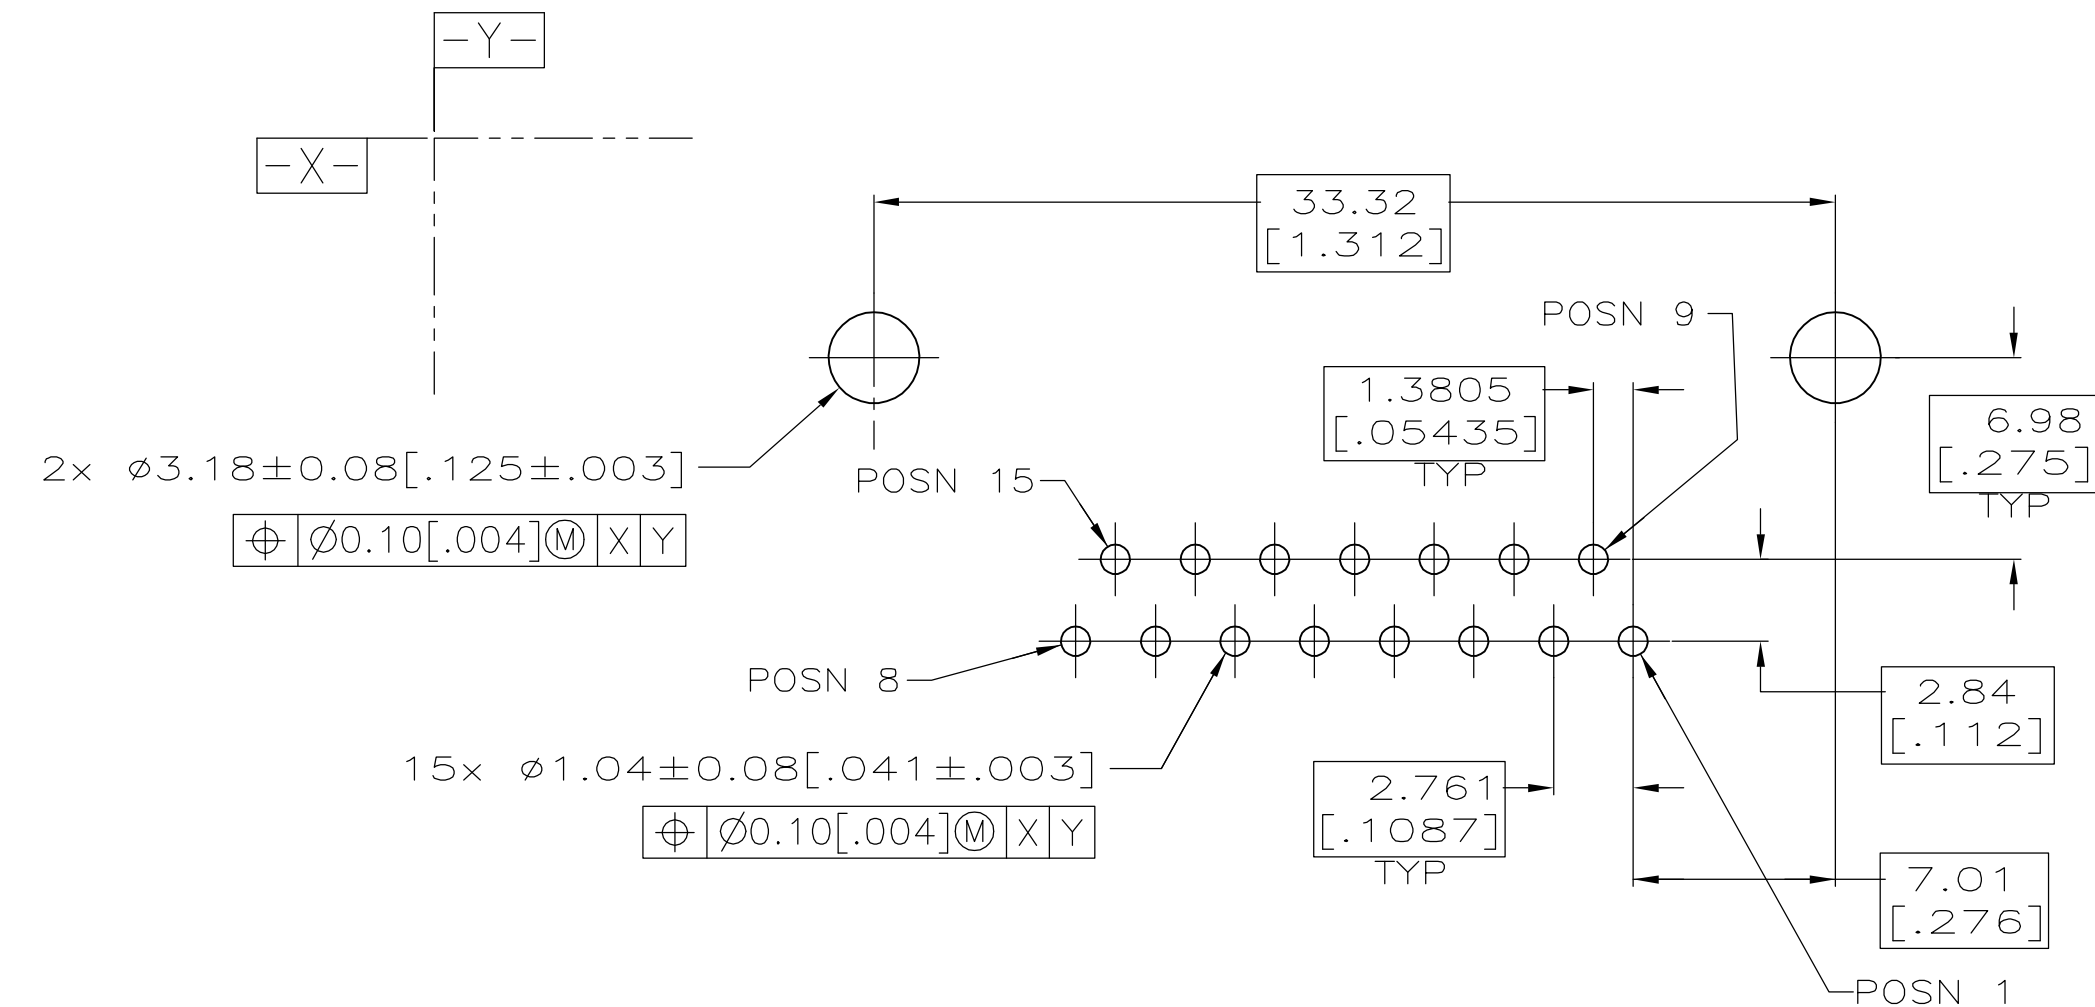 -Y-
-X-
33.32
[1.312]
POSN 9
1.3805
[.05435]
TYP
6.98
[.275]
TYP
2x ⌀3.18±0.08[.125±.003]
POSN 15
⌖ ⌀0.10[.004]Ⓜ X Y
POSN 8
2.84
[.112]
15x ⌀1.04±0.08[.041±.003]
⌖ ⌀0.10[.004]Ⓜ X Y
2.761
[.1087]
TYP
7.01
[.276]
POSN 1